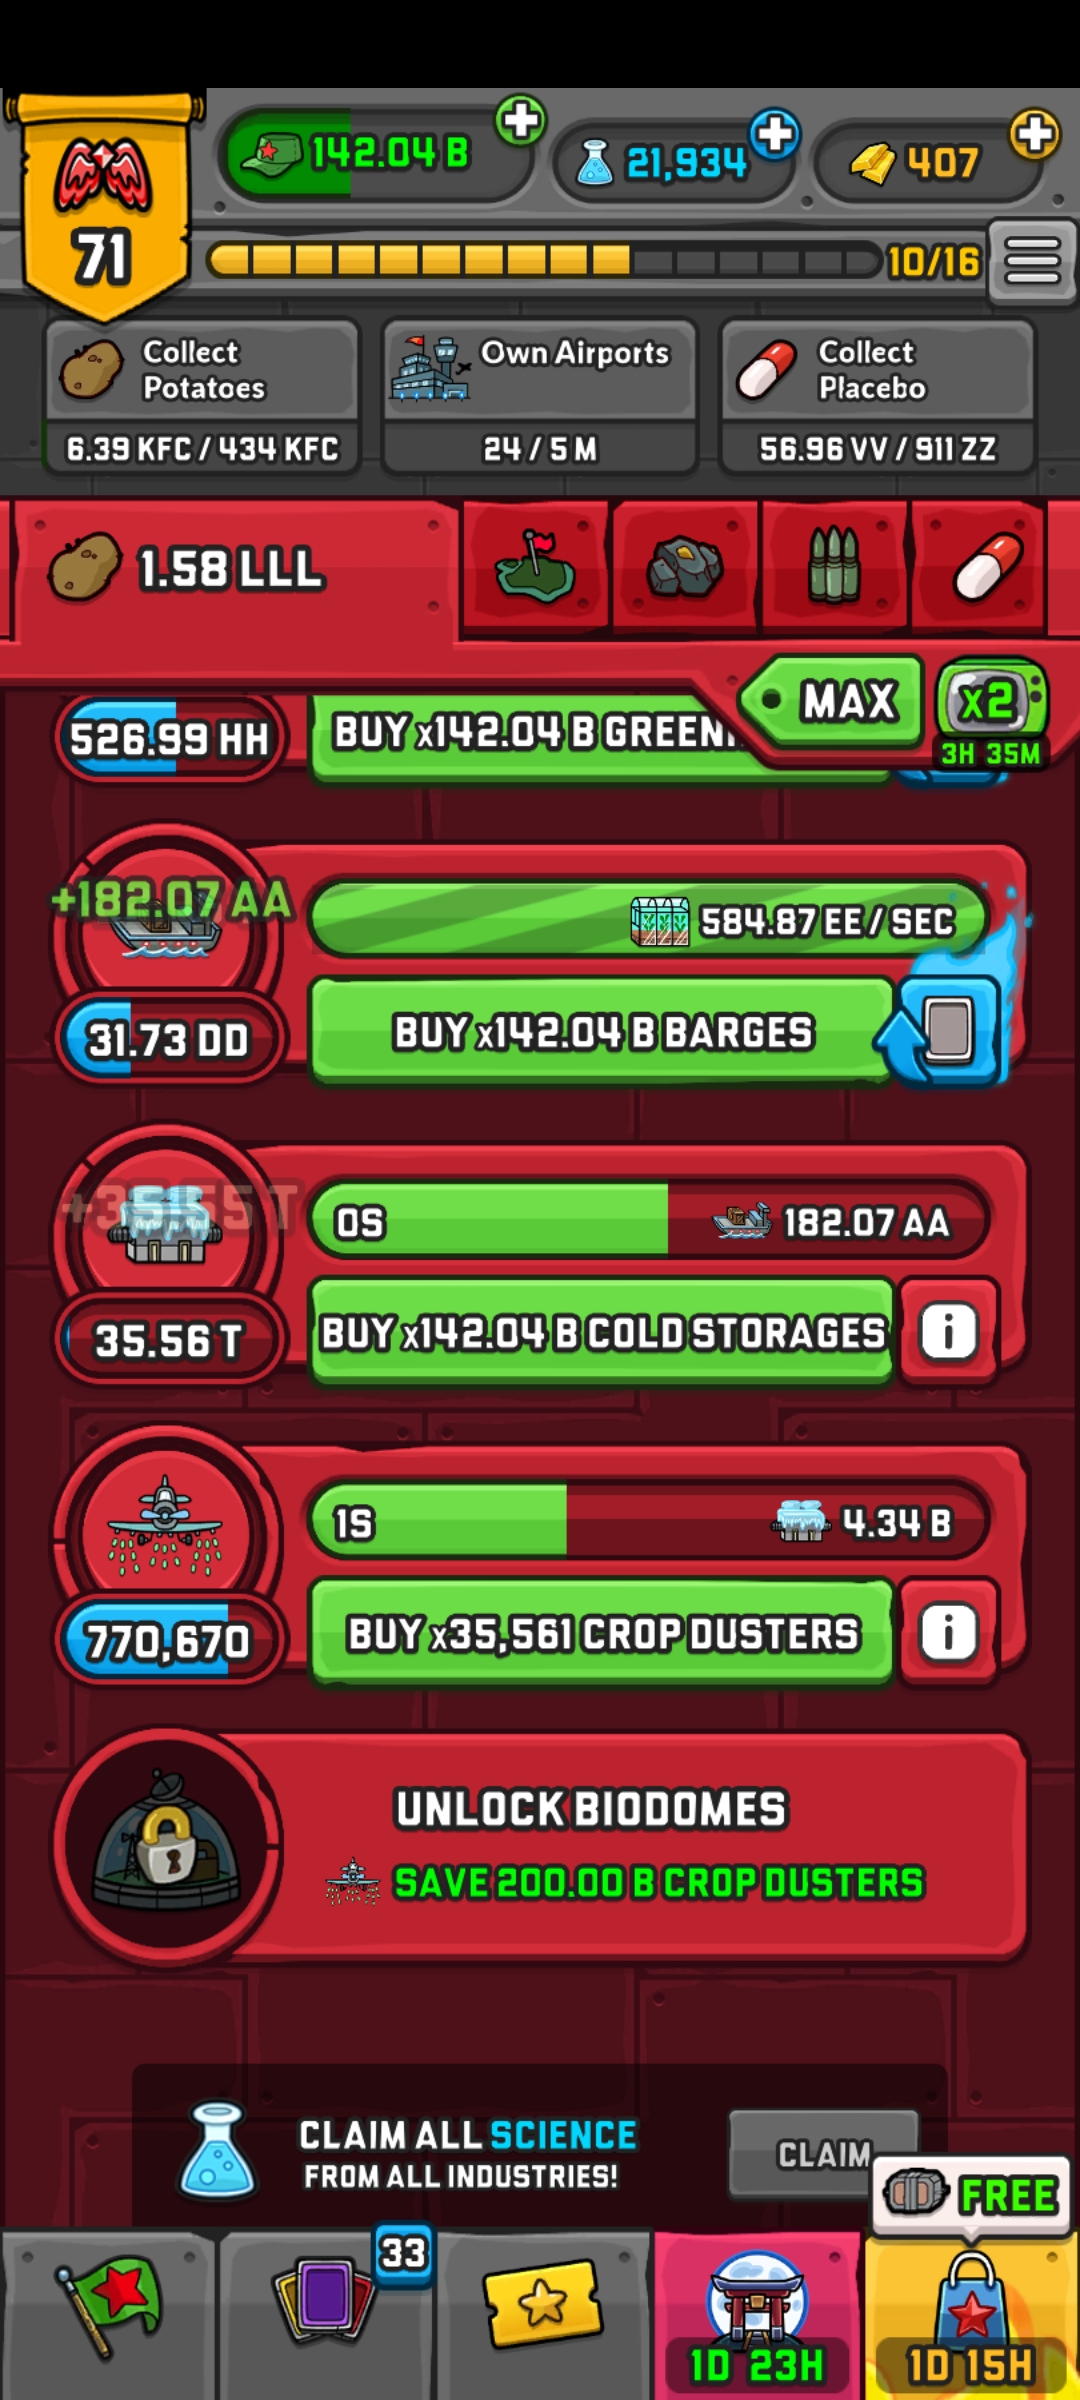 142.04 B
21,934
407
71
10/16
Collect
Potatoes
6.39 KFC / 434 KFC
Own Airports
24 / 5 M
Collect
Placebo
56.96 VV / 911 ZZ
1.58 LLL
MAX
x2
3H 35M
526.99 HH
BUY x142.04 B
+182.07 AA
584.87 EE / SEC
31.73 DD
BUY x142.04 B BARGES
0S
182.07 AA
35.56 T
BUY x142.04 B COLD STORAGES
i
1S
4.34 B
770,670
BUY x35,561 CROP DUSTERS
i
UNLOCK BIODOMES
SAVE 200.00 B CROP DUSTERS
CLAIM ALL SCIENCE
FROM ALL INDUSTRIES!
CLAIM
FREE
33
1D 23H
1D 15H